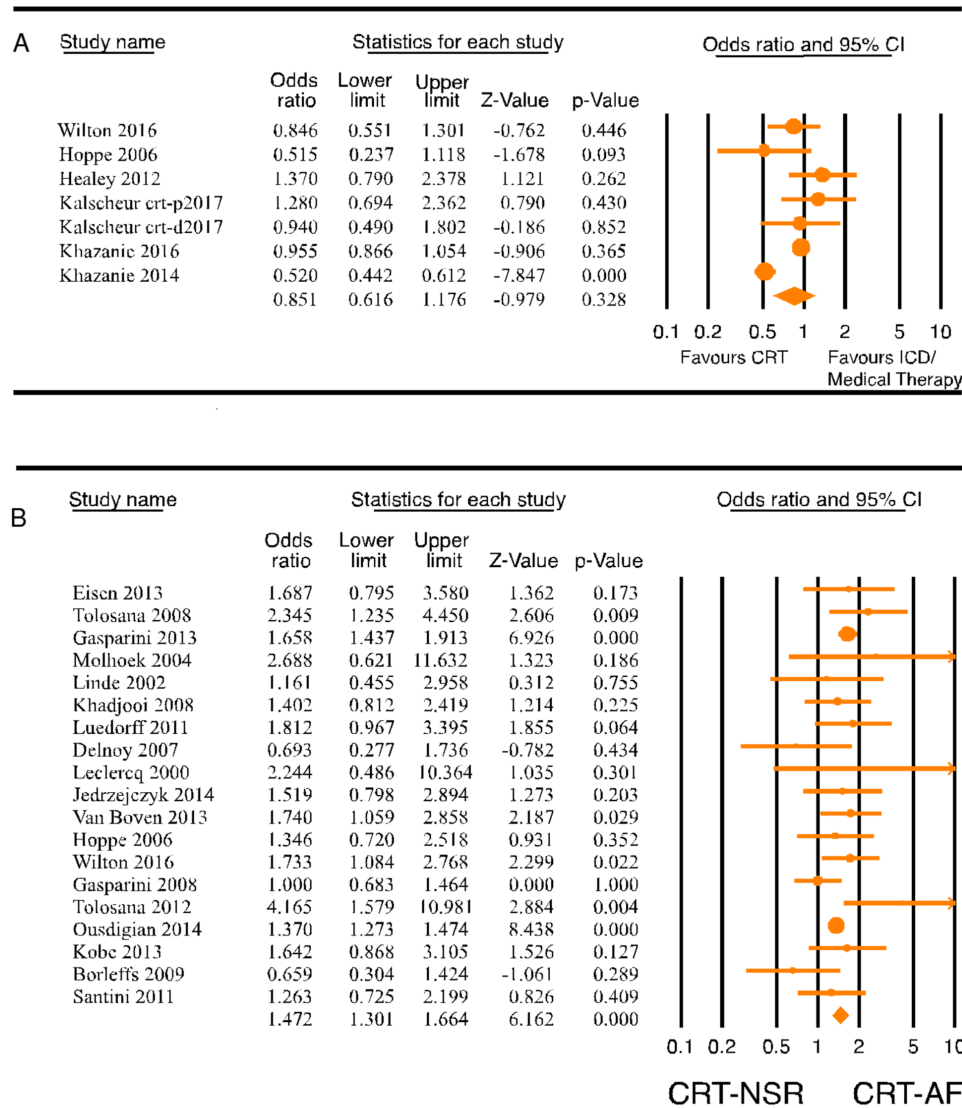 A Study name Statistics for each study Odds ratio and 95% CI
Odds ratio Lower limit Upper limit Z-Value p-Value
Wilton 2016 0.846 0.551 1.301 -0.762 0.446
Hoppe 2006 0.515 0.237 1.118 -1.678 0.093
Healey 2012 1.370 0.790 2.378 1.121 0.262
Kalscheur crt-p2017 1.280 0.694 2.362 0.790 0.430
Kalscheur crt-d2017 0.940 0.490 1.802 -0.186 0.852
Khazanie 2016 0.955 0.866 1.054 -0.906 0.365
Khazanie 2014 0.520 0.442 0.612 -7.847 0.000
0.851 0.616 1.176 -0.979 0.328
0.1 0.2 0.5 1 2 5 10
Favours CRT Favours ICD/
Medical Therapy
B Study name Statistics for each study Odds ratio and 95% CI
Odds ratio Lower limit Upper limit Z-Value p-Value
Eisen 2013 1.687 0.795 3.580 1.362 0.173
Tolosana 2008 2.345 1.235 4.450 2.606 0.009
Gasparini 2013 1.658 1.437 1.913 6.926 0.000
Molhoek 2004 2.688 0.621 11.632 1.323 0.186
Linde 2002 1.161 0.455 2.958 0.312 0.755
Khadjooi 2008 1.402 0.812 2.419 1.214 0.225
Luedorff 2011 1.812 0.967 3.395 1.855 0.064
Delnoy 2007 0.693 0.277 1.736 -0.782 0.434
Leclercq 2000 2.244 0.486 10.364 1.035 0.301
Jedrzejczyk 2014 1.519 0.798 2.894 1.273 0.203
Van Boven 2013 1.740 1.059 2.858 2.187 0.029
Hoppe 2006 1.346 0.720 2.518 0.931 0.352
Wilton 2016 1.733 1.084 2.768 2.299 0.022
Gasparini 2008 1.000 0.683 1.464 0.000 1.000
Tolosana 2012 4.165 1.579 10.981 2.884 0.004
Ousdigian 2014 1.370 1.273 1.474 8.438 0.000
Kobe 2013 1.642 0.868 3.105 1.526 0.127
Borleffs 2009 0.659 0.304 1.424 -1.061 0.289
Santini 2011 1.263 0.725 2.199 0.826 0.409
1.472 1.301 1.664 6.162 0.000
0.1 0.2 0.5 1 2 5 10
CRT-NSR CRT-AF